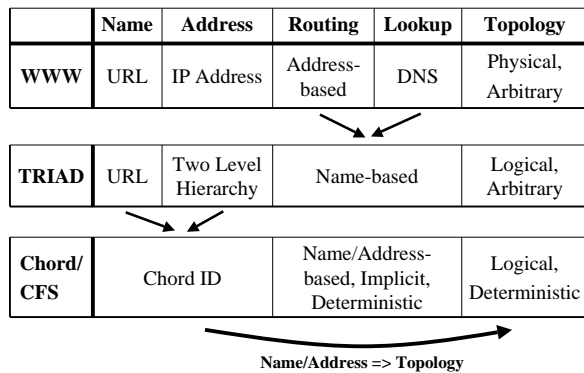 Name Address Routing Lookup Topology
WWW URL IP Address Address-based DNS Physical, Arbitrary
TRIAD URL Two Level Hierarchy Name-based Logical, Arbitrary
Chord/CFS Chord ID Name/Address-based, Implicit, Deterministic Logical, Deterministic
Name/Address => Topology